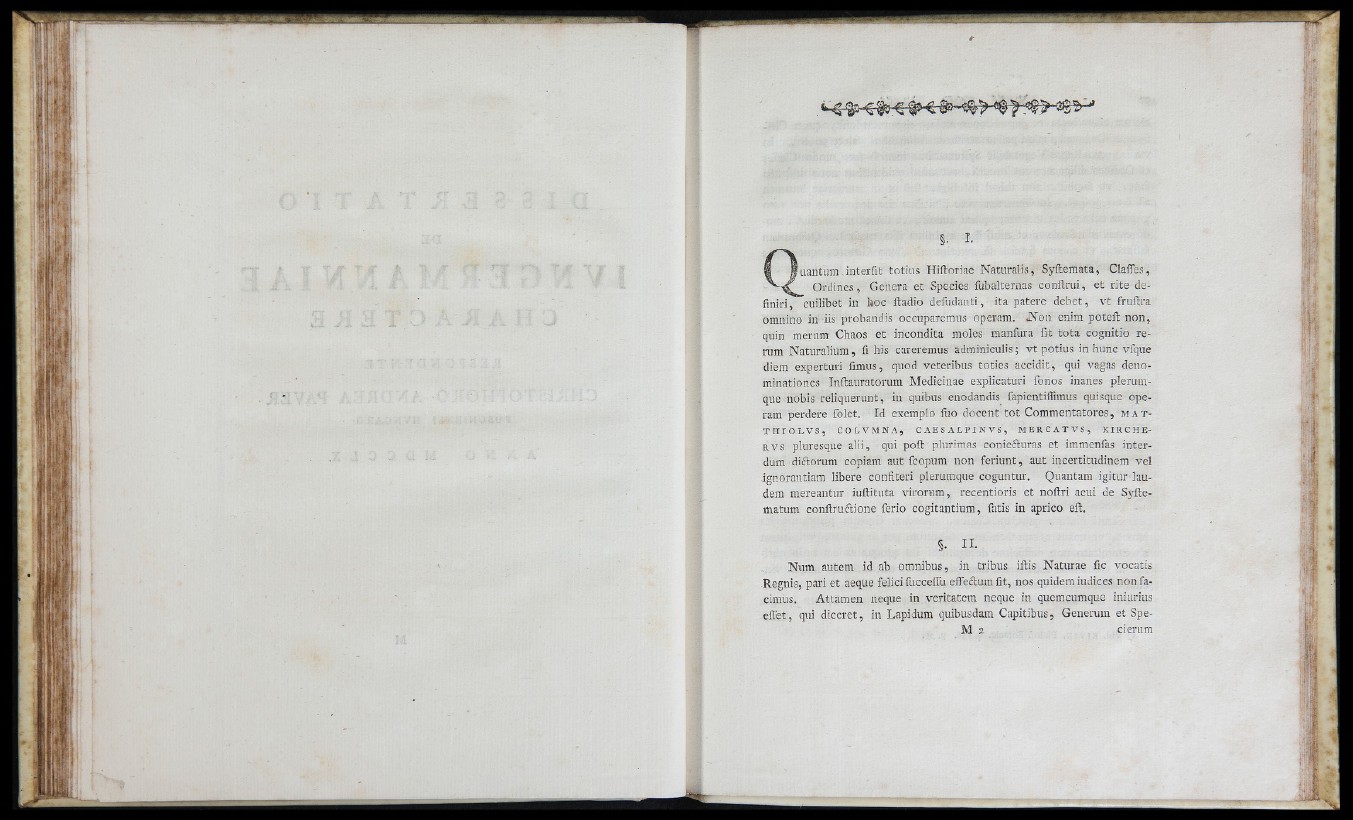 DISSERTATIO
DE
IVNGERMANNIAE
CHARACTERE
RESPONDENTE
CHRISTOPHORO ANDREA PAVER
ANNO MDCCLX.
M
§. I.
Quantum interſit totius Hiſtoriae Naturalis, Syſtemata, Claſſes,
Ordines, Genera et Species ſubalternas conſtrui, et rite de-
finiri, cuilibet in hoc ſtadio deſudanti, ita patere debet, vt fruſtra
omnino in iis probandis occuparemus operam. Non enim poteſt non,
quin merum Chaos et incondita moles manſura ſit tota cognitio re-
rum Naturalium, ſi his careremus adminiculis; vt potius in hunc vſque
diem experturi ſimus, quod veteribus toties accidit, qui vagas deno-
minationes Inſtauratorum Medicinae explicaturi ſonos inanes plerum-
que nobis reliquerunt, in quibus enodandis ſapientiſſimus quisque ope-
ram perdere ſolet. Id exemplo ſuo docent tot Commentatores, MAT-
THIOLVS, COLVMNA, CAESALPINVS, MERCATVS, KIRCHE-
RVS pluresque alii, qui poſt plurimas coniecturas et immenſas inter-
dum dictorum copiam aut ſcopum non feriunt, aut incertitudinem vel
ignorantiam libere confiteri plerumque coguntur. Quantam igitur lau-
dem mereantur inſtituta virorum, recentioris et noſtri aeui de Syſte-
matum conſtructione ſerio cogitantium, ſatis in aprico eſt.
§. II.
Num autem id ab omnibus, in tribus iſtis Naturae ſic vocatis
Regnis, pari et aeque felici ſucceſſu effectum ſit, nos quidem iudices non fa-
cimus. Attamen neque in veritatem neque in quemcumque iniurius
eſſet, qui diceret, in Lapidum quibusdam Capitibus, Generum et Spe-
M 2 cierum